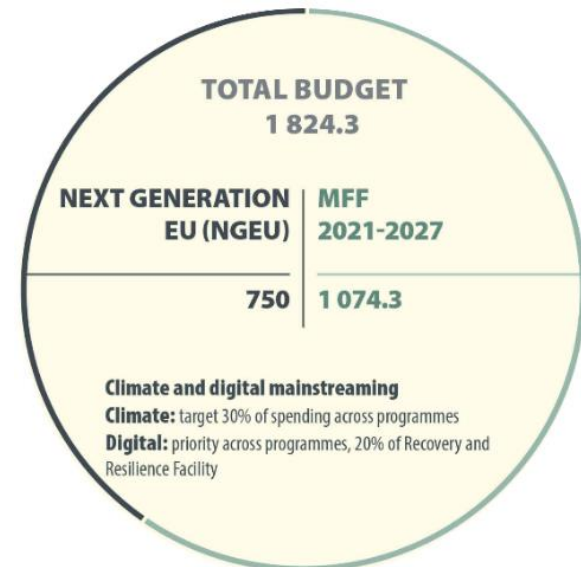 TOTAL BUDGET
1 824.3
NEXT GENERATION
EU (NGEU)
MFF
2021-2027
750
1 074.3
Climate and digital mainstreaming
Climate: target 30% of spending across programmes
Digital: priority across programmes, 20% of Recovery and
Resilience Facility